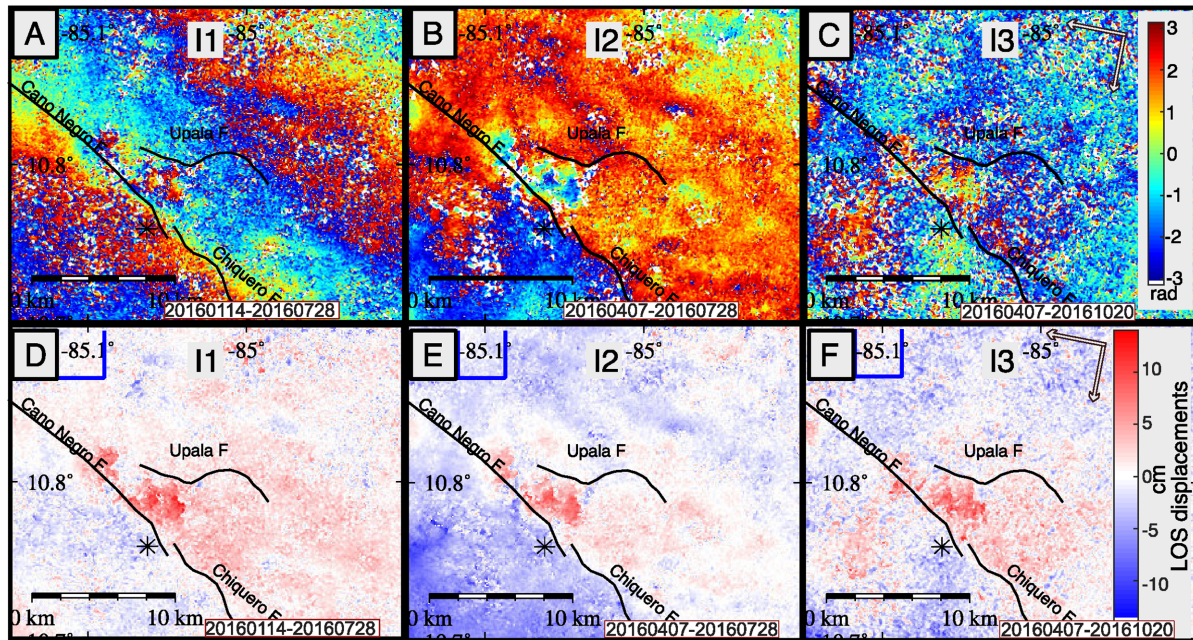 A
-85.1°
I1
-85°
Cano Negro F
Upala F
10.8°
Chiquero F
0 km
10 km
20160114-20160728
B
-85.1°
I2
-85°
Cano Negro F
Upala F
10.8°
Chiquero F
0 km
10 km
20160407-20160728
C
-85.1°
I3
-85°
Cano Negro F
Upala F
10.8°
Chiquero F
0 km
10 km
20160407-20161020
3
2
1
0
-1
-2
-3
rad
D
-85.1°
I1
-85°
Cano Negro F
Upala F
10.8°
Chiquero F
0 km
10 km
20160114-20160728
E
-85.1°
I2
-85°
Cano Negro F
Upala F
10.8°
Chiquero F
0 km
10 km
20160407-20160728
F
-85.1°
I3
-85°
Cano Negro F
Upala F
10.8°
Chiquero F
0 km
10 km
20160407-20161020
10
5
0
-5
-10
cm
LOS displacements